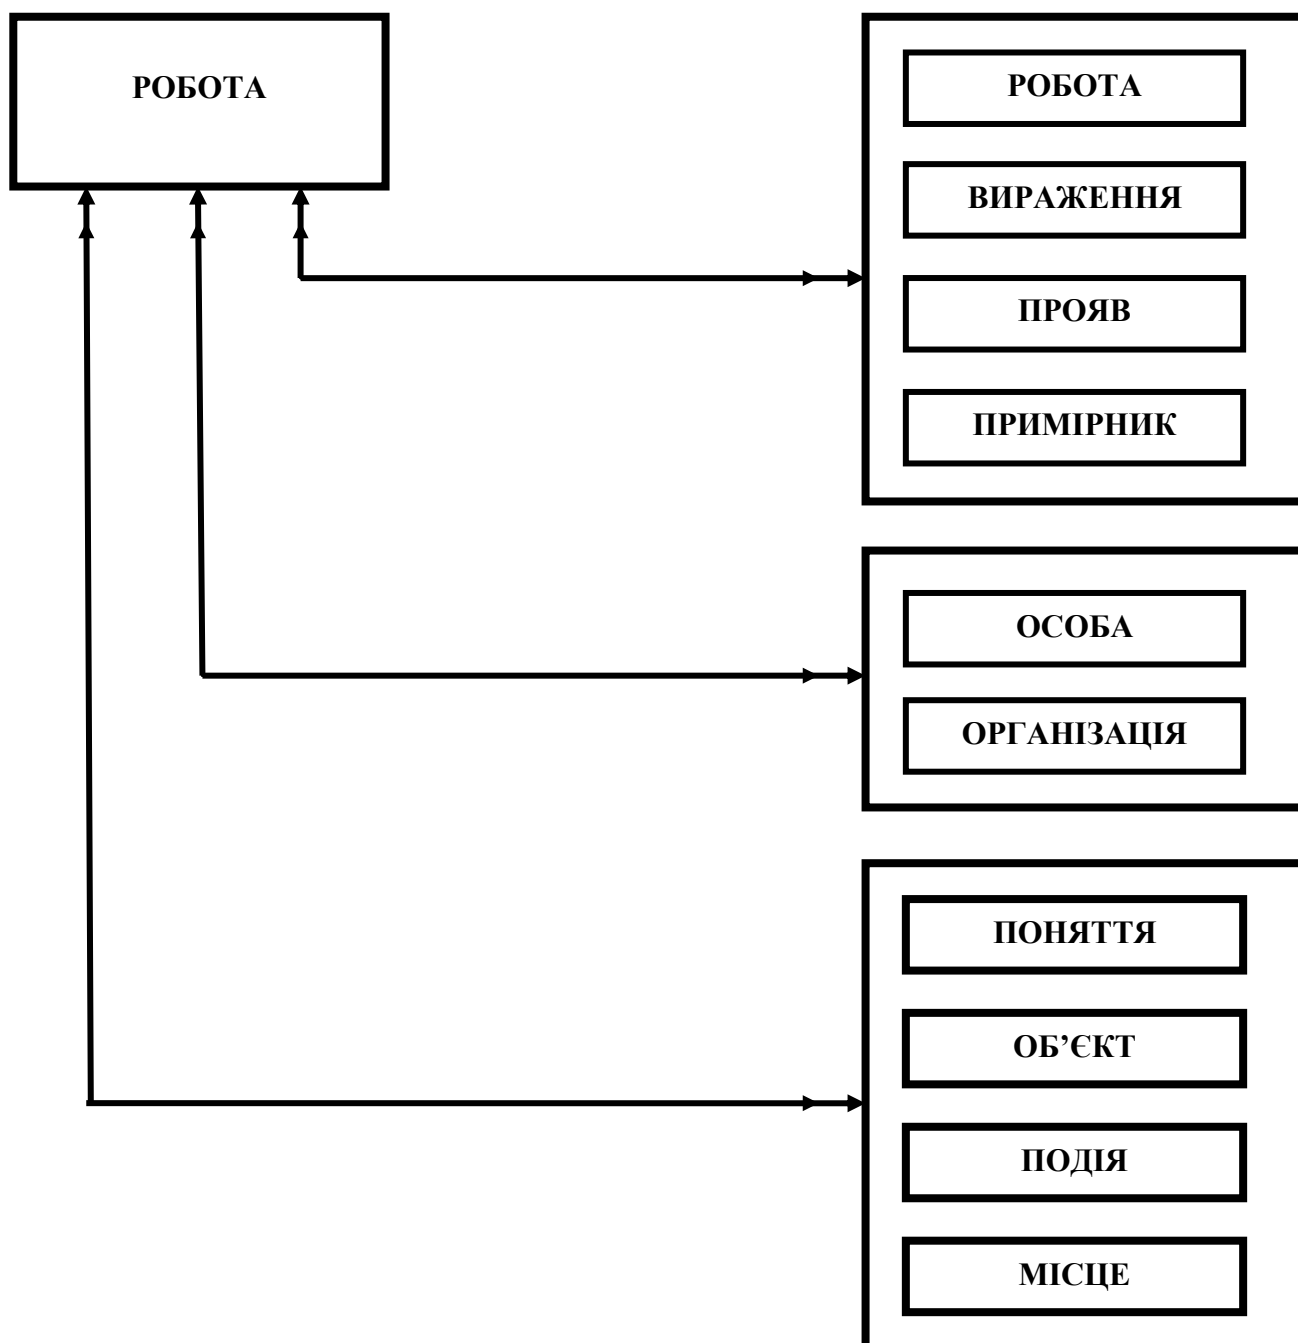 РОБОТА
РОБОТА
ВИРАЖЕННЯ
ПРОЯВ
ПРИМІРНИК
ОСОБА
ОРГАНІЗАЦІЯ
ПОНЯТТЯ
ОБ’ЄКТ
ПОДІЯ
МІСЦЕ